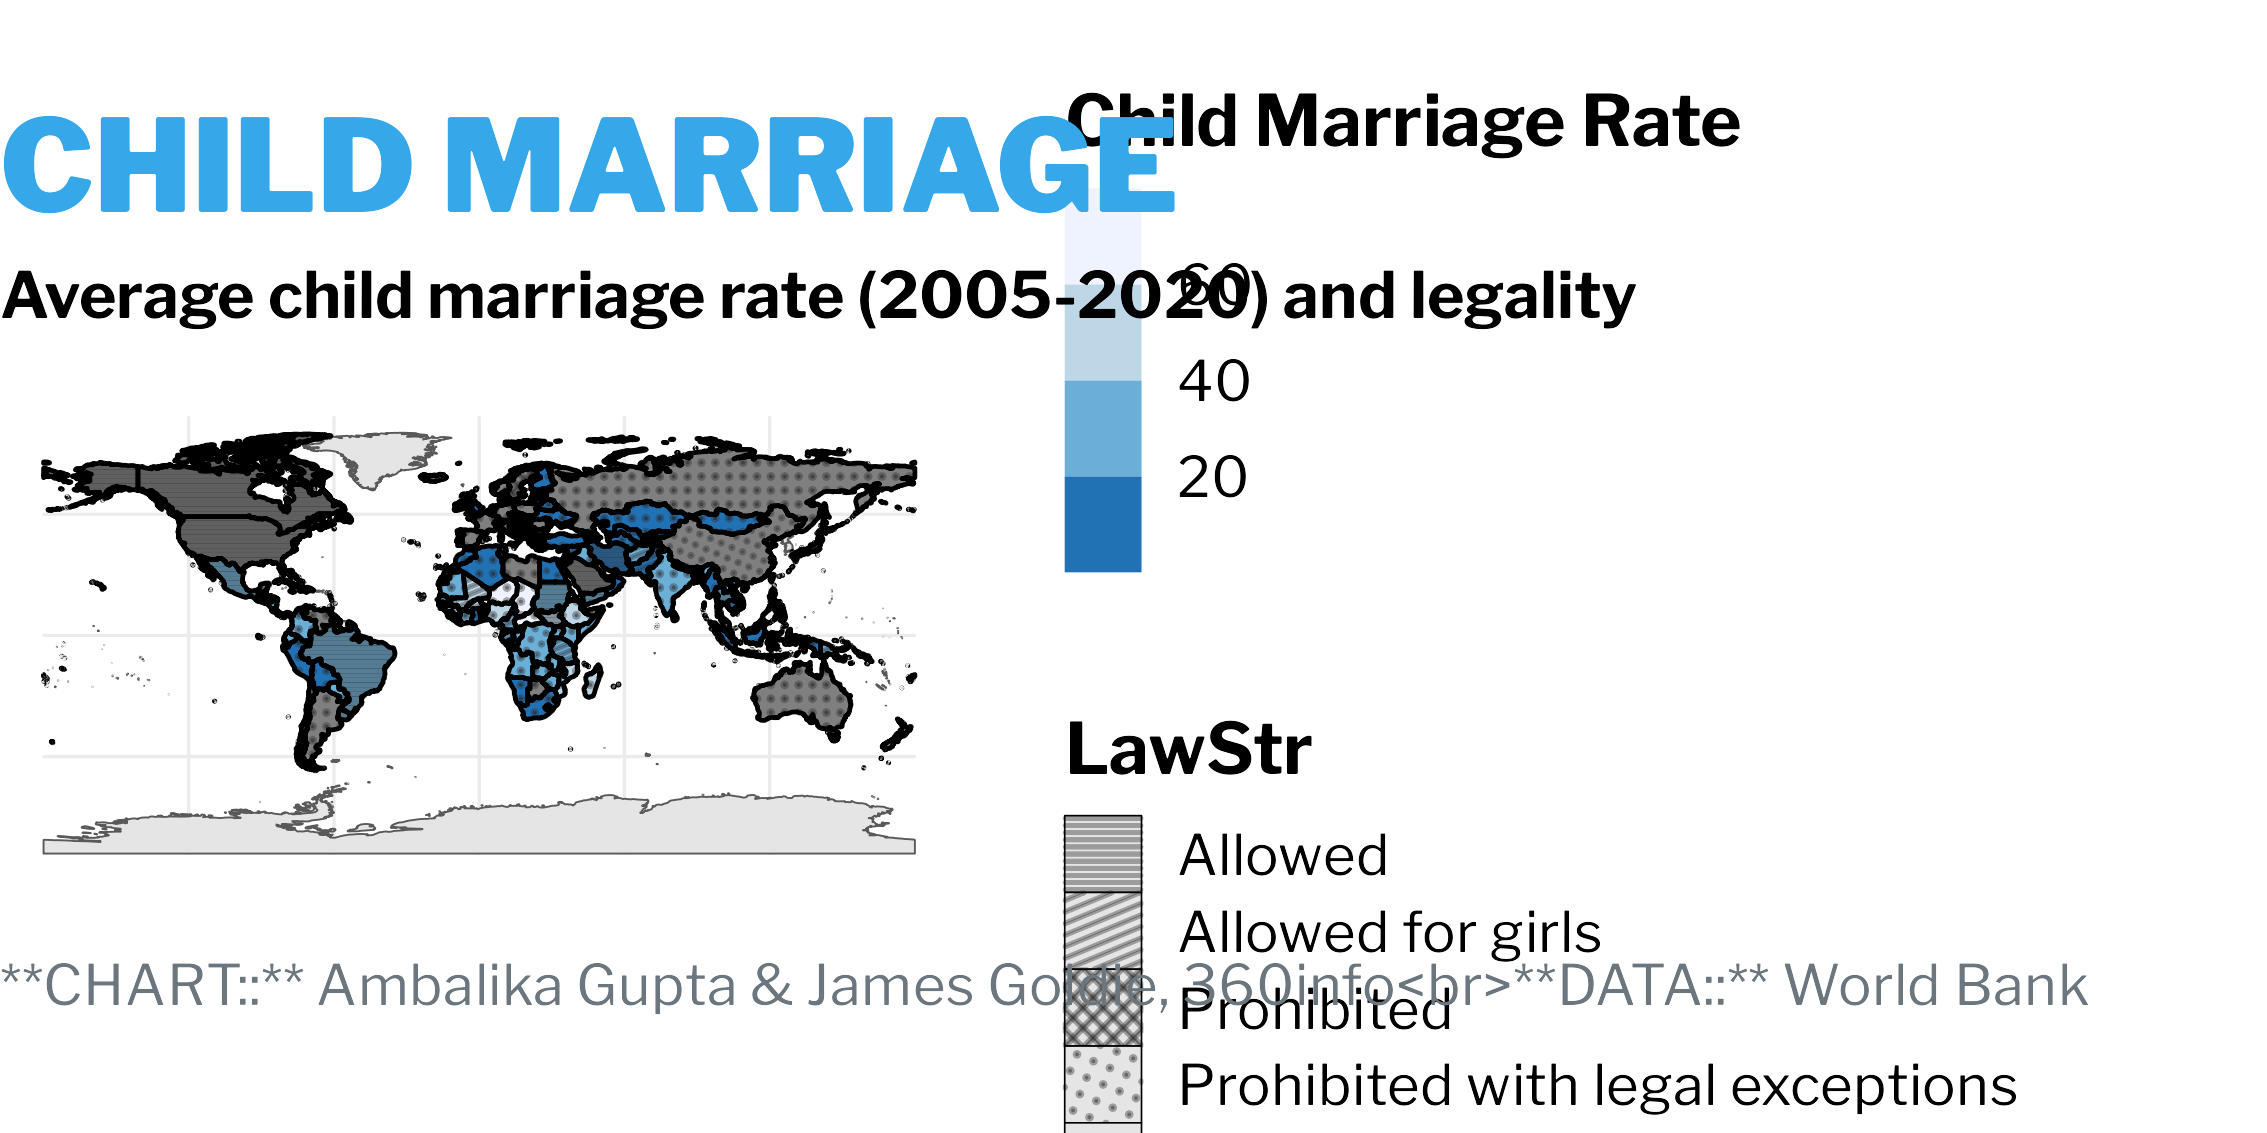 CHILD MARRIAGE
Average child marriage rate (2005-2020) and legality
Child Marriage Rate
60
40
20
LawStr
Allowed
Allowed for girls
Prohibited
Prohibited with legal exceptions
**CHART::** Ambalika Gupta & James Goldie, 360info<br>**DATA::** World Bank